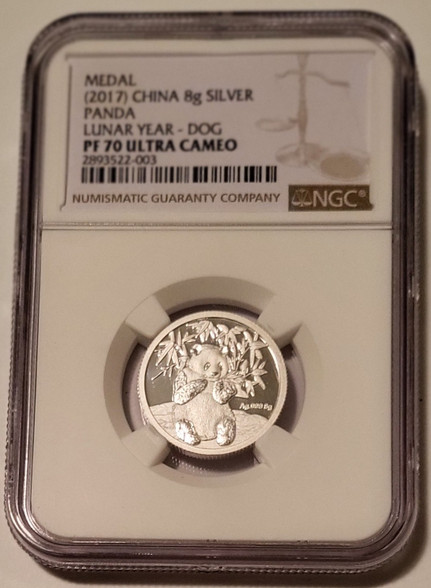 MEDAL
(2017) CHINA 8g SILVER
PANDA
LUNAR YEAR - DOG
PF 70 ULTRA CAMEO
2893522-003
NUMISMATIC GUARANTY COMPANY
NGC®
Ag.999 8g